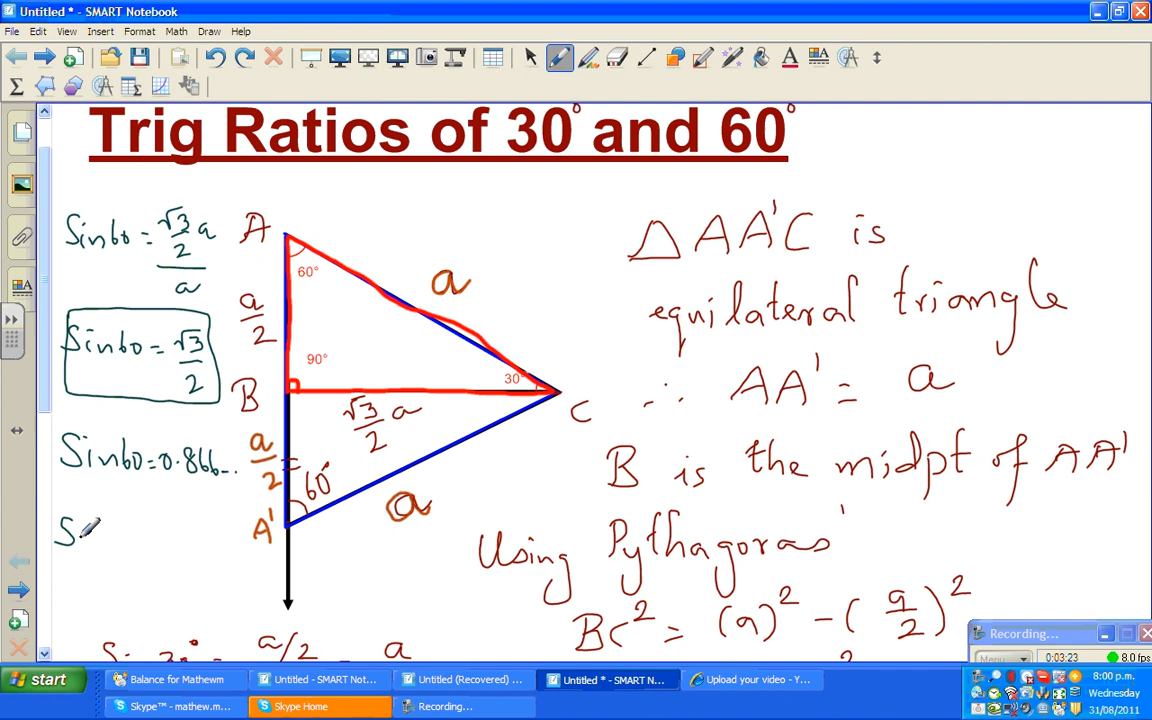 Untitled * - SMART Notebook
File Edit View Insert Format Math Draw Help
Trig Ratios of 30° and 60°
Sin60 = √3/2 a / a
Sin60 = √3/2
Sin60 = 0.866...
S
A
60°
a
a/2
90°
B
30°
C
√3/2 a
a/2
60°
a
A'
△AA'C is
equilateral triangle
∴ AA' = a
B is the midpt of AA'
Using Pythagoras'
BC² = (a)² - (a/2)²
a/2 = a
Recording...
Menu
0:03:23
8.0 fps
start
Balance for Mathewm
Untitled - SMART Not...
Untitled (Recovered) ...
Untitled * - SMART N...
Upload your video - Y...
Skype™ - mathew.m...
Skype Home
Recording...
8:00 p.m.
Wednesday
31/08/2011